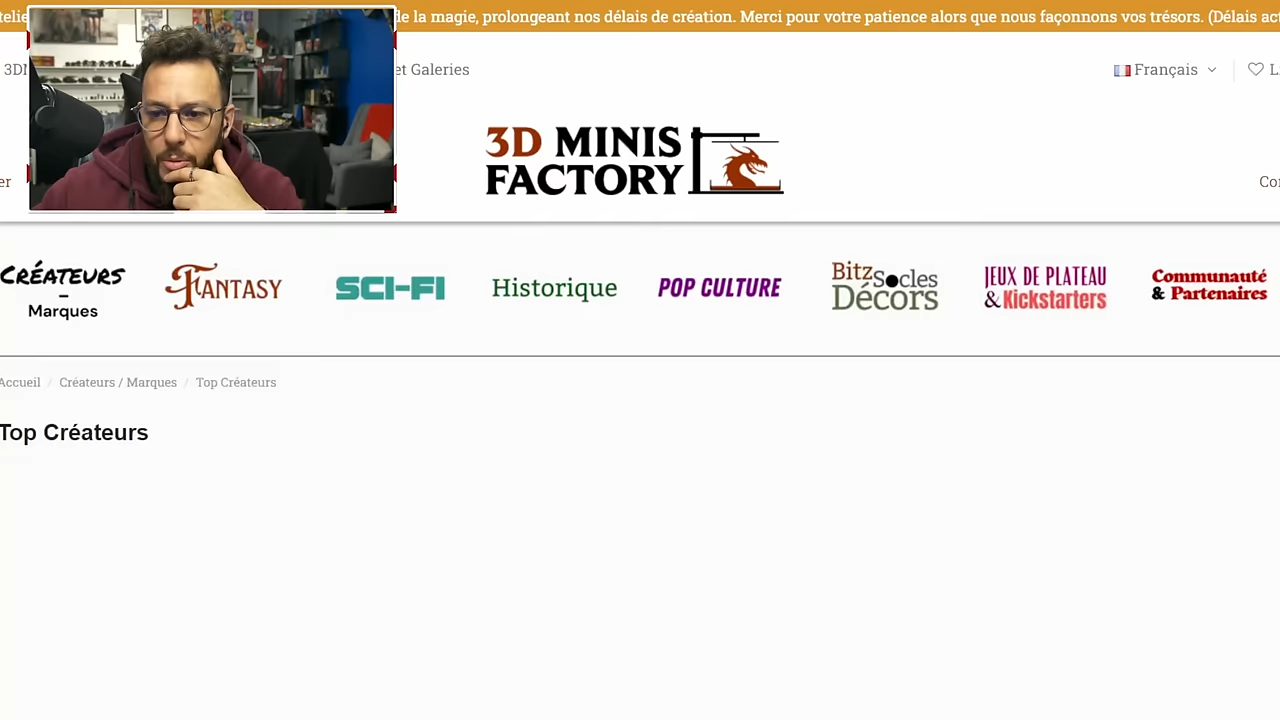 de la magie, prolongeant nos délais de création. Merci pour votre patience alors que nous façonnons vos trésors. (Délais
et Galeries
Français
3D MINIS
FACTORY
CRÉATEURS
–
Marques
FANTASY
SCI-FI
Historique
POP CULTURE
Bitz Socles
Décors
JEUX DE PLATEAU
& Kickstarters
Communauté
& Partenaires
Accueil / Créateurs / Marques / Top Créateurs
Top Créateurs